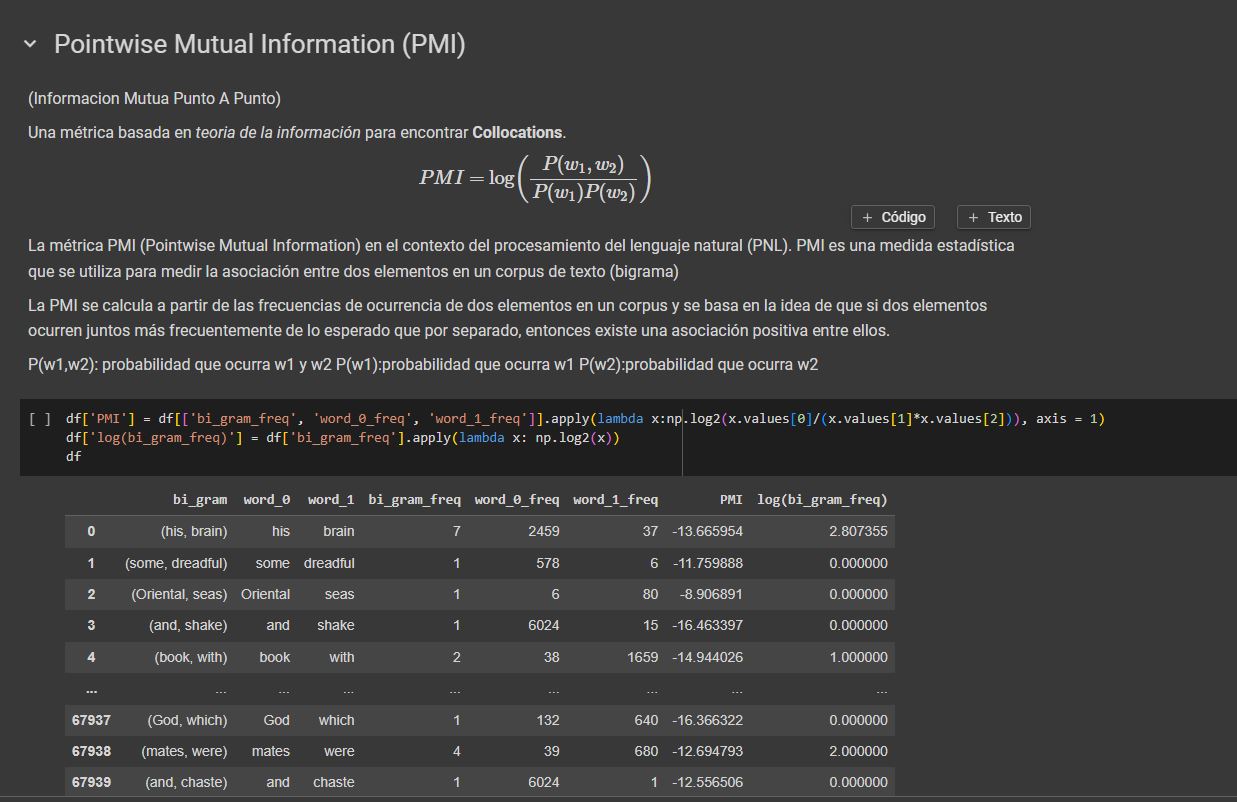 Pointwise Mutual Information (PMI)
(Informacion Mutua Punto A Punto)
Una métrica basada en teoria de la información para encontrar Collocations.
PMI = log(P(w₁, w₂) / P(w₁)P(w₂))
+ Código + Texto
La métrica PMI (Pointwise Mutual Information) en el contexto del procesamiento del lenguaje natural (PNL). PMI es una medida estadística
que se utiliza para medir la asociación entre dos elementos en un corpus de texto (bigrama)
La PMI se calcula a partir de las frecuencias de ocurrencia de dos elementos en un corpus y se basa en la idea de que si dos elementos
ocurren juntos más frecuentemente de lo esperado que por separado, entonces existe una asociación positiva entre ellos.
P(w1,w2): probabilidad que ocurra w1 y w2 P(w1):probabilidad que ocurra w1 P(w2):probabilidad que ocurra w2
[ ] df['PMI'] = df[['bi_gram_freq', 'word_0_freq', 'word_1_freq']].apply(lambda x:np.log2(x.values[0]/(x.values[1]*x.values[2])), axis = 1)
df['log(bi_gram_freq)'] = df['bi_gram_freq'].apply(lambda x: np.log2(x))
df
bi_gram word_0 word_1 bi_gram_freq word_0_freq word_1_freq PMI log(bi_gram_freq)
0 (his, brain) his brain 7 2459 37 -13.665954 2.807355
1 (some, dreadful) some dreadful 1 578 6 -11.759888 0.000000
2 (Oriental, seas) Oriental seas 1 6 80 -8.906891 0.000000
3 (and, shake) and shake 1 6024 15 -16.463397 0.000000
4 (book, with) book with 2 38 1659 -14.944026 1.000000
... ... ... ... ... ... ... ... ...
67937 (God, which) God which 1 132 640 -16.366322 0.000000
67938 (mates, were) mates were 4 39 680 -12.694793 2.000000
67939 (and, chaste) and chaste 1 6024 1 -12.556506 0.000000